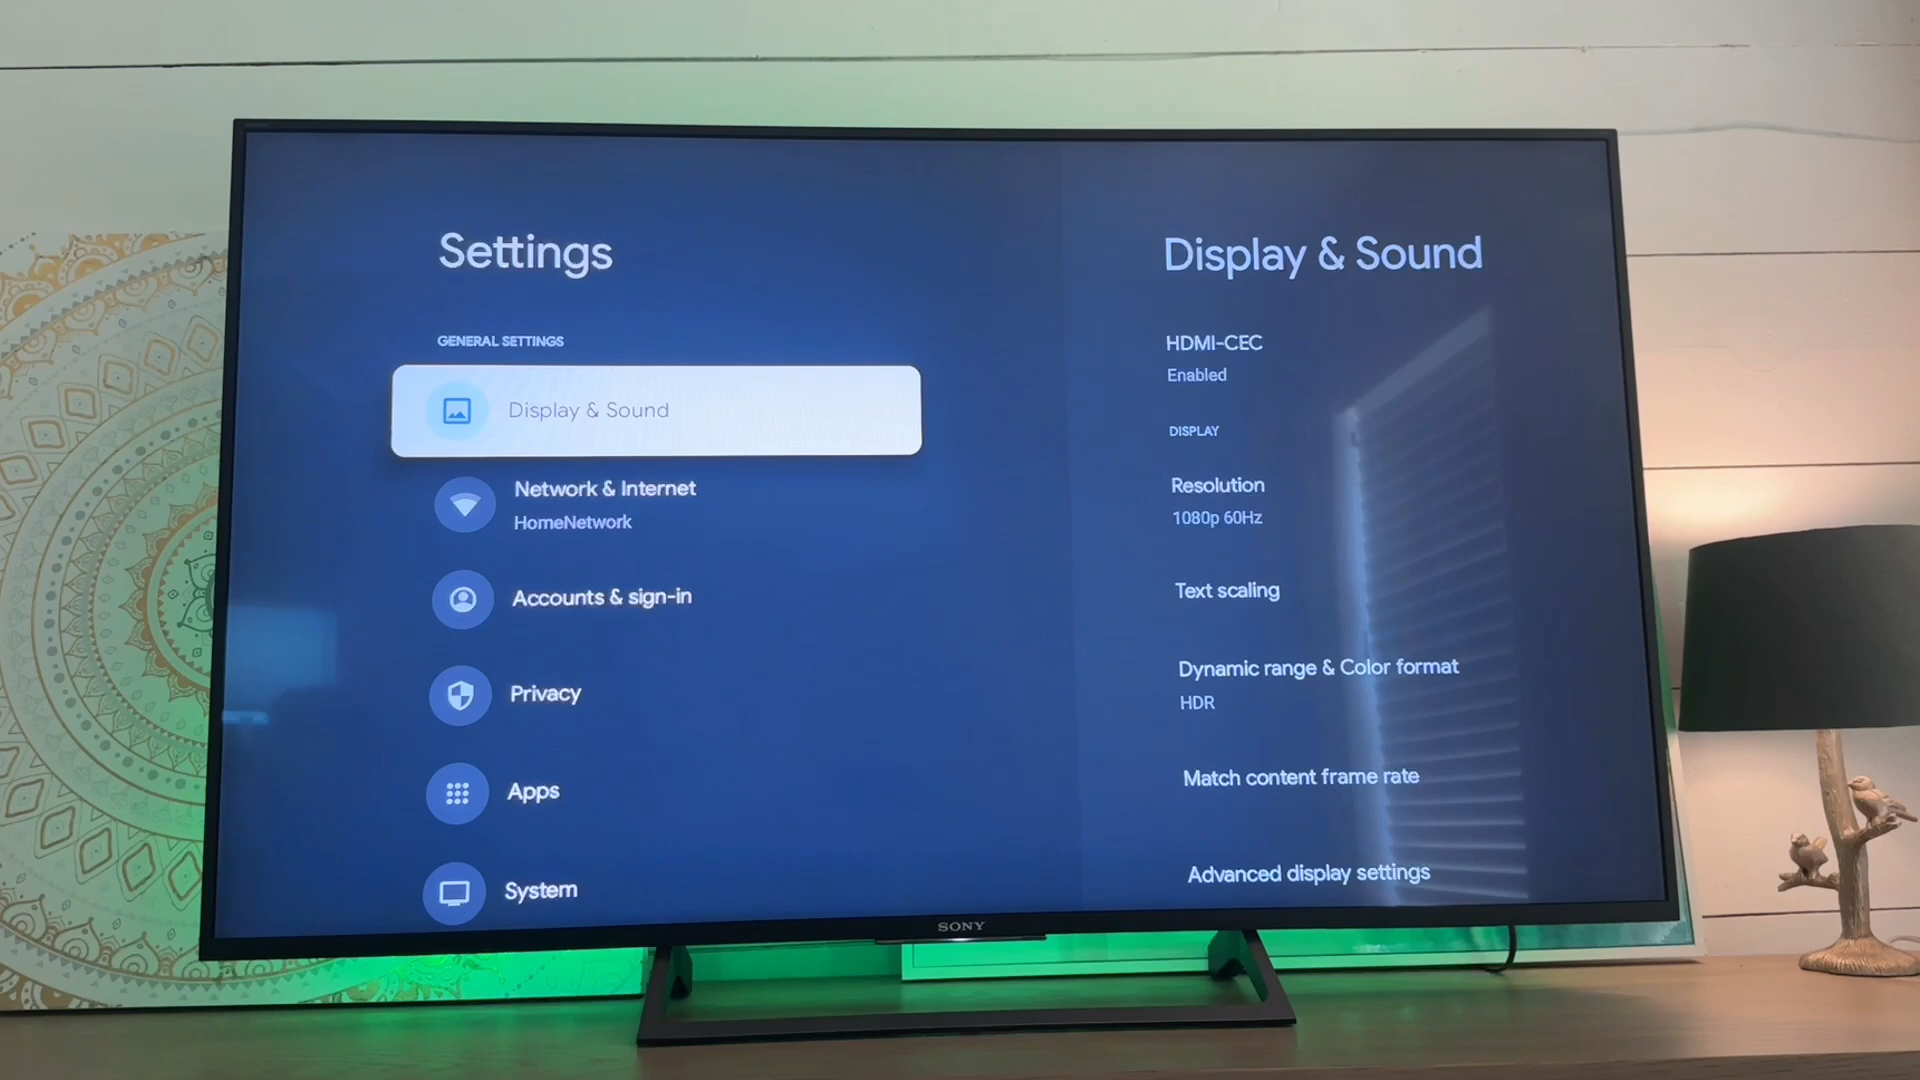 Settings
GENERAL SETTINGS
Display & Sound
Network & Internet
HomeNetwork
Accounts & sign-in
Privacy
Apps
System
Display & Sound
HDMI-CEC
Enabled
DISPLAY
Resolution
1080p 60Hz
Text scaling
Dynamic range & Color format
HDR
Match content frame rate
Advanced display settings
SONY